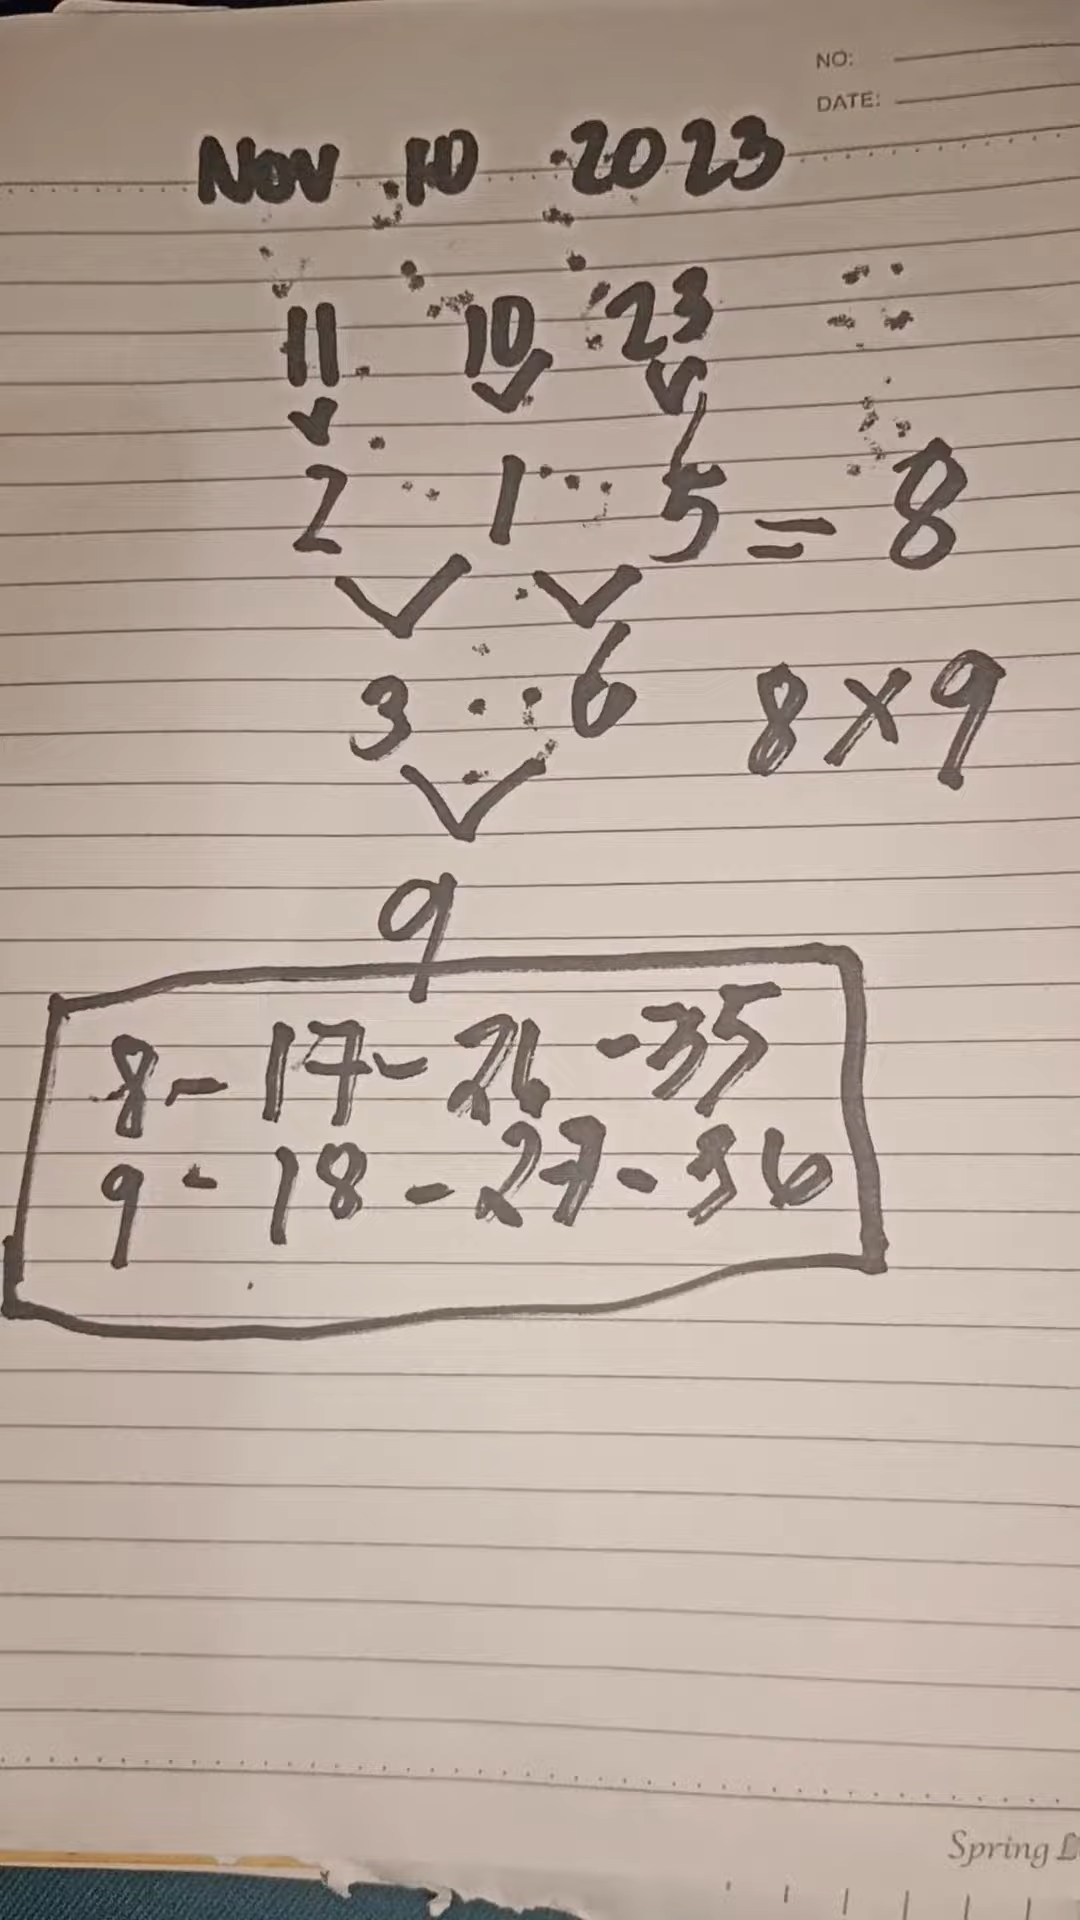 NO:
DATE:
Nov 10 2023
11 10 23
2 1 5 = 8
3 6 8 x 9
9
8 - 17 - 26 - 35
9 - 18 - 27 - 36
Spring